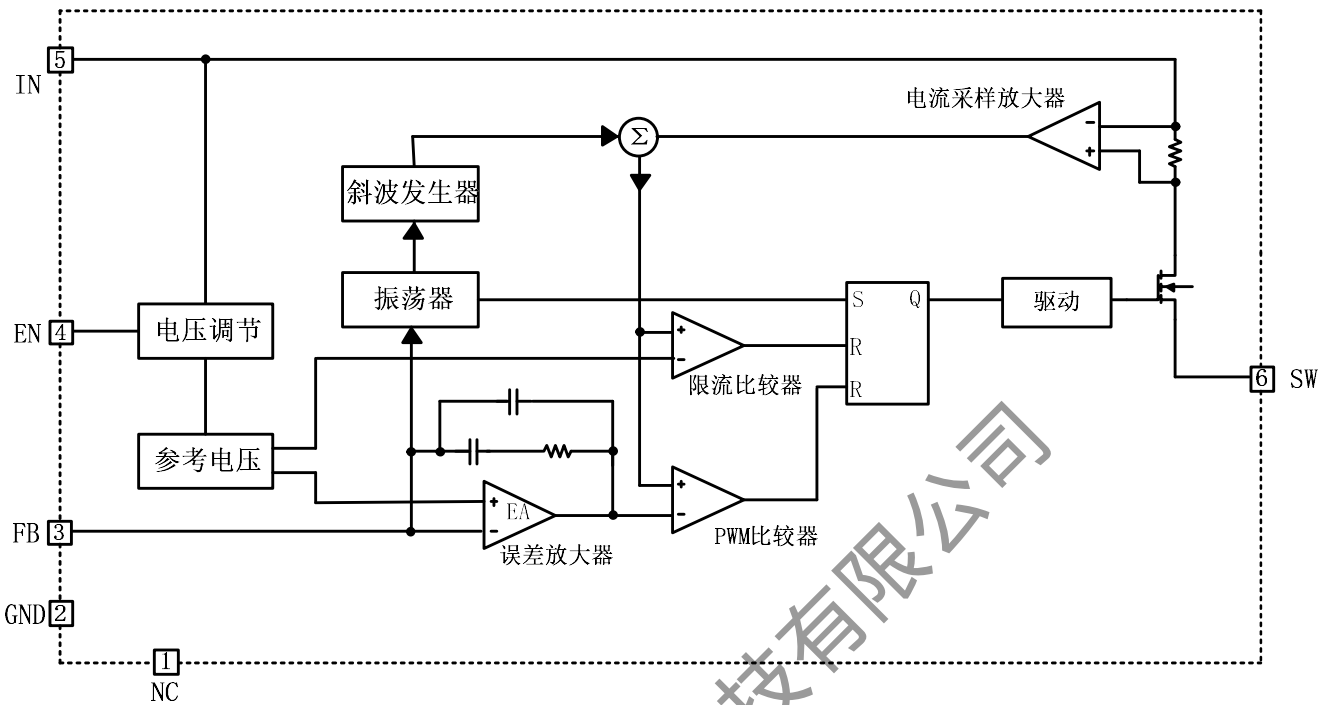 5
IN
电流采样放大器
Σ
斜波发生器
振荡器
S
Q
驱动
EN
4
电压调节
R
限流比较器
R
6
SW
参考电压
EA
FB
3
误差放大器
PWM比较器
GND
2
1
NC
技有限公司